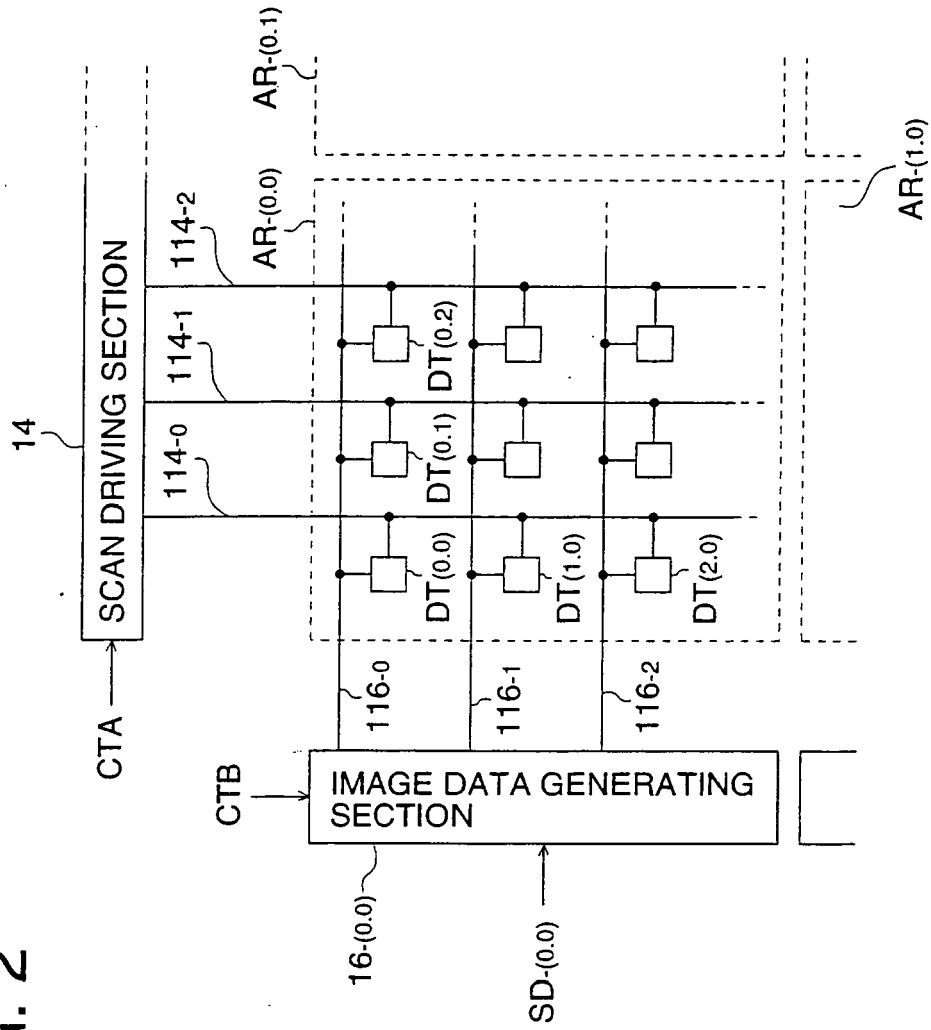 2
14
SCAN DRIVING SECTION
CTA
114-0
114-1
114-2
AR-(0.0)
AR-(0.1)
CTB
116-0
116-1
116-2
DT(0.0)
DT(0.1)
DT(0.2)
DT(1.0)
DT(2.0)
IMAGE DATA GENERATING
SECTION
16-(0.0)
SD-(0.0)
AR-(1.0)